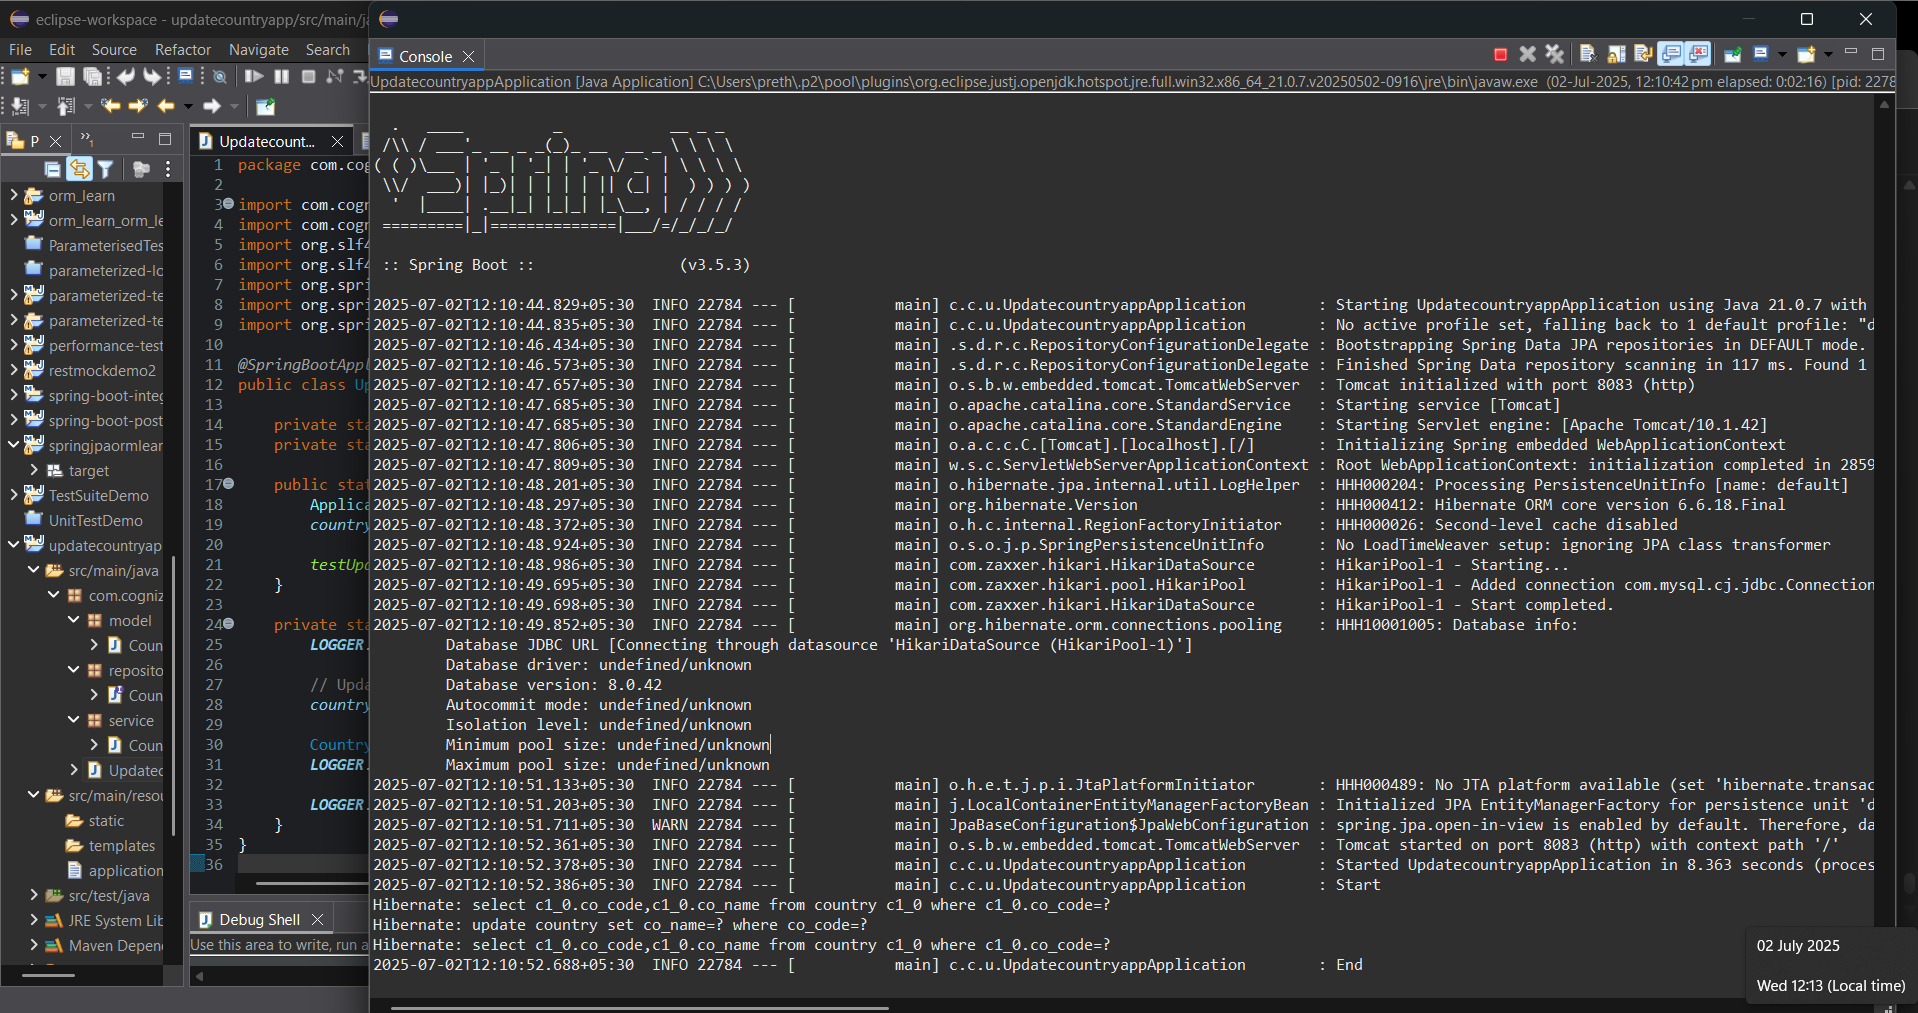 eclipse-workspace - updatecountryapp/src/main/ja
File Edit Source Refactor Navigate Search
P
Updatecount...
orm_learn
orm_learn_orm_le
ParameterisedTes
parameterized-lo
parameterized-te
parameterized-te
performance-test
restmockdemo2
spring-boot-integ
spring-boot-post
springjpaormlear
target
TestSuiteDemo
UnitTestDemo
updatecountryap
src/main/java
com.cogniz
model
Coun
reposito
Coun
service
Coun
Updatec
src/main/resou
static
templates
application
src/test/java
JRE System Lib
Maven Depen
1 package com.cog
2
3 import com.cogn
4 import com.cogn
5 import org.slf4
6 import org.slf4
7 import org.spri
8 import org.spri
9 import org.spri
10
11 @SpringBootAppl
12 public class Up
13
14 private sta
15 private sta
16
17 public stat
18 Applica
19 country
20
21 testUpd
22 }
23
24 private sta
25 LOGGER.
26
27 // Upda
28 country
29
30 Country
31 LOGGER.
32
33 LOGGER.
34 }
35 }
36
Debug Shell
Use this area to write, run a
Console
UpdatecountryappApplication [Java Application] C:\Users\preth\.p2\pool\plugins\org.eclipse.justj.openjdk.hotspot.jre.full.win32.x86_64_21.0.7.v20250502-0916\jre\bin\javaw.exe (02-Jul-2025, 12:10:42 pm elapsed: 0:02:16) [pid: 2278
  .   ____          _            __ _ _
 /\\ / ___'_ __ _ _(_)_ __  __ _ \ \ \ \
( ( )\___ | '_ | '_| | '_ \/ _` | \ \ \ \
 \\/  ___)| |_)| | | | | || (_| |  ) ) ) )
  '  |____| .__|_| |_|_| |_\__, | / / / /
 =========|_|==============|___/=/_/_/_/
:: Spring Boot :: (v3.5.3)
2025-07-02T12:10:44.829+05:30 INFO 22784 --- [ main] c.c.u.UpdatecountryappApplication : Starting UpdatecountryappApplication using Java 21.0.7 with
2025-07-02T12:10:44.835+05:30 INFO 22784 --- [ main] c.c.u.UpdatecountryappApplication : No active profile set, falling back to 1 default profile: "d
2025-07-02T12:10:46.434+05:30 INFO 22784 --- [ main] .s.d.r.c.RepositoryConfigurationDelegate : Bootstrapping Spring Data JPA repositories in DEFAULT mode.
2025-07-02T12:10:46.573+05:30 INFO 22784 --- [ main] .s.d.r.c.RepositoryConfigurationDelegate : Finished Spring Data repository scanning in 117 ms. Found 1
2025-07-02T12:10:47.657+05:30 INFO 22784 --- [ main] o.s.b.w.embedded.tomcat.TomcatWebServer : Tomcat initialized with port 8083 (http)
2025-07-02T12:10:47.685+05:30 INFO 22784 --- [ main] o.apache.catalina.core.StandardService : Starting service [Tomcat]
2025-07-02T12:10:47.685+05:30 INFO 22784 --- [ main] o.apache.catalina.core.StandardEngine : Starting Servlet engine: [Apache Tomcat/10.1.42]
2025-07-02T12:10:47.806+05:30 INFO 22784 --- [ main] o.a.c.c.C.[Tomcat].[localhost].[/] : Initializing Spring embedded WebApplicationContext
2025-07-02T12:10:47.809+05:30 INFO 22784 --- [ main] w.s.c.ServletWebServerApplicationContext : Root WebApplicationContext: initialization completed in 2859
2025-07-02T12:10:48.201+05:30 INFO 22784 --- [ main] o.hibernate.jpa.internal.util.LogHelper : HHH000204: Processing PersistenceUnitInfo [name: default]
2025-07-02T12:10:48.297+05:30 INFO 22784 --- [ main] org.hibernate.Version : HHH000412: Hibernate ORM core version 6.6.18.Final
2025-07-02T12:10:48.372+05:30 INFO 22784 --- [ main] o.h.c.internal.RegionFactoryInitiator : HHH000026: Second-level cache disabled
2025-07-02T12:10:48.924+05:30 INFO 22784 --- [ main] o.s.o.j.p.SpringPersistenceUnitInfo : No LoadTimeWeaver setup: ignoring JPA class transformer
2025-07-02T12:10:48.986+05:30 INFO 22784 --- [ main] com.zaxxer.hikari.HikariDataSource : HikariPool-1 - Starting...
2025-07-02T12:10:49.695+05:30 INFO 22784 --- [ main] com.zaxxer.hikari.pool.HikariPool : HikariPool-1 - Added connection com.mysql.cj.jdbc.Connection
2025-07-02T12:10:49.698+05:30 INFO 22784 --- [ main] com.zaxxer.hikari.HikariDataSource : HikariPool-1 - Start completed.
2025-07-02T12:10:49.852+05:30 INFO 22784 --- [ main] org.hibernate.orm.connections.pooling : HHH10001005: Database info:
Database JDBC URL [Connecting through datasource 'HikariDataSource (HikariPool-1)']
Database driver: undefined/unknown
Database version: 8.0.42
Autocommit mode: undefined/unknown
Isolation level: undefined/unknown
Minimum pool size: undefined/unknown
Maximum pool size: undefined/unknown
2025-07-02T12:10:51.133+05:30 INFO 22784 --- [ main] o.h.e.t.j.p.i.JtaPlatformInitiator : HHH000489: No JTA platform available (set 'hibernate.transac
2025-07-02T12:10:51.203+05:30 INFO 22784 --- [ main] j.LocalContainerEntityManagerFactoryBean : Initialized JPA EntityManagerFactory for persistence unit 'd
2025-07-02T12:10:51.711+05:30 WARN 22784 --- [ main] JpaBaseConfiguration$JpaWebConfiguration : spring.jpa.open-in-view is enabled by default. Therefore, da
2025-07-02T12:10:52.361+05:30 INFO 22784 --- [ main] o.s.b.w.embedded.tomcat.TomcatWebServer : Tomcat started on port 8083 (http) with context path '/'
2025-07-02T12:10:52.378+05:30 INFO 22784 --- [ main] c.c.u.UpdatecountryappApplication : Started UpdatecountryappApplication in 8.363 seconds (proces
2025-07-02T12:10:52.386+05:30 INFO 22784 --- [ main] c.c.u.UpdatecountryappApplication : Start
Hibernate: select c1_0.co_code,c1_0.co_name from country c1_0 where c1_0.co_code=?
Hibernate: update country set co_name=? where co_code=?
Hibernate: select c1_0.co_code,c1_0.co_name from country c1_0 where c1_0.co_code=?
2025-07-02T12:10:52.688+05:30 INFO 22784 --- [ main] c.c.u.UpdatecountryappApplication : End
02 July 2025
Wed 12:13 (Local time)